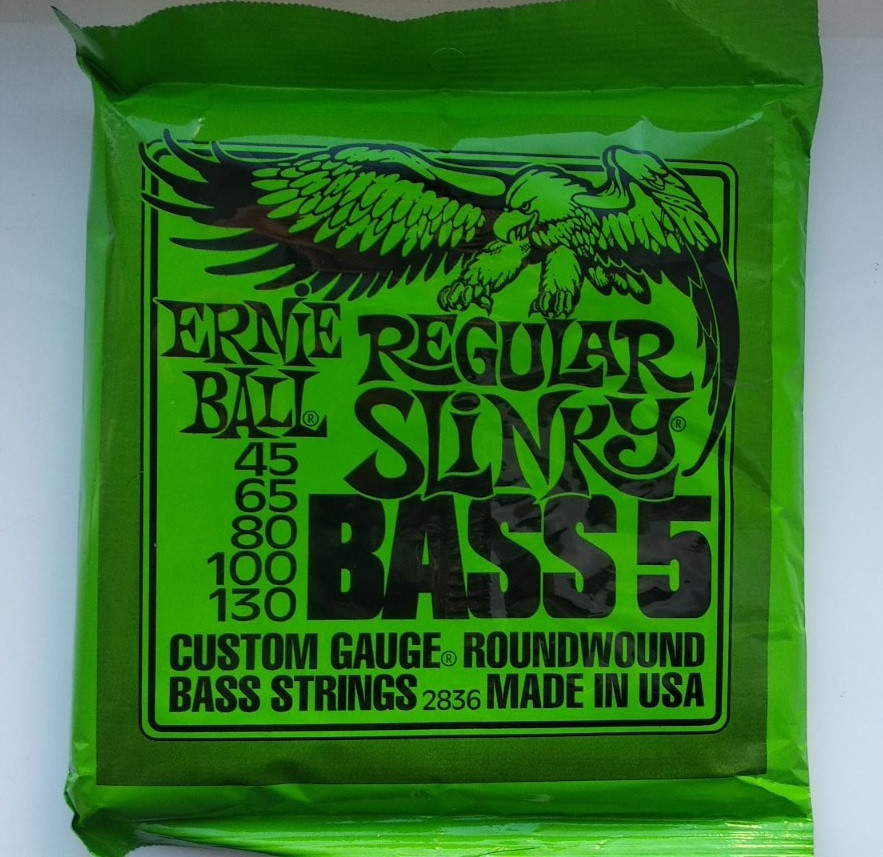 ERNiE
BALL®
REGULAR
SLiNKY®
45
65
80
100
130
BASS 5
CUSTOM GAUGE® ROUNDWOUND
BASS STRINGS 2836 MADE IN USA